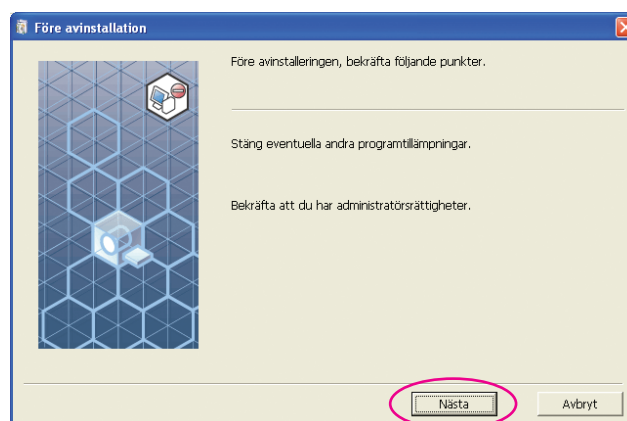 Före avinstallation
Före avinstalleringen, bekräfta följande punkter.
Stäng eventuella andra programtillämpningar.
Bekräfta att du har administratörsrättigheter.
Nästa
Avbryt